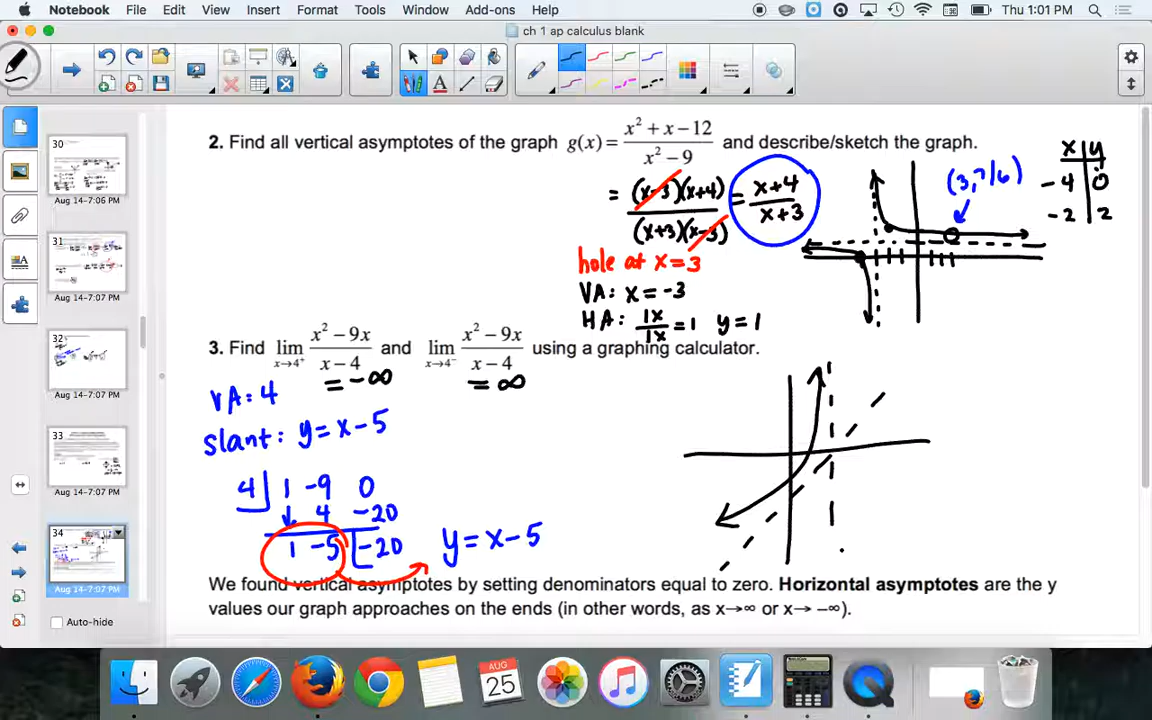 Notebook File Edit View Insert Format Tools Window Add-ons Help Thu 1:01 PM
ch 1 ap calculus blank
30
Aug 14-7:06 PM
31
Aug 14-7:07 PM
32
Aug 14-7:07 PM
33
Aug 14-7:07 PM
34
Aug 14-7:07 PM
Auto-hide
2. Find all vertical asymptotes of the graph g(x) = (x² + x − 12)/(x² − 9) and describe/sketch the graph.
= (x-3)(x+4)/(x+3)(x-3) = x+4/x+3
hole at x=3
VA: x = -3
HA: 1x/1x = 1 y = 1
(3, 7/6)
x y
-4 0
-2 2
3. Find lim x→4⁺ (x² − 9x)/(x − 4) and lim x→4⁻ (x² − 9x)/(x − 4) using a graphing calculator.
= -∞ = ∞
VA: 4
slant: y = x-5
4 1 -9 0
4 -20
1 -5 -20 y = x-5
We found vertical asymptotes by setting denominators equal to zero. Horizontal asymptotes are the y
values our graph approaches on the ends (in other words, as x→∞ or x→ −∞).
AUG
25